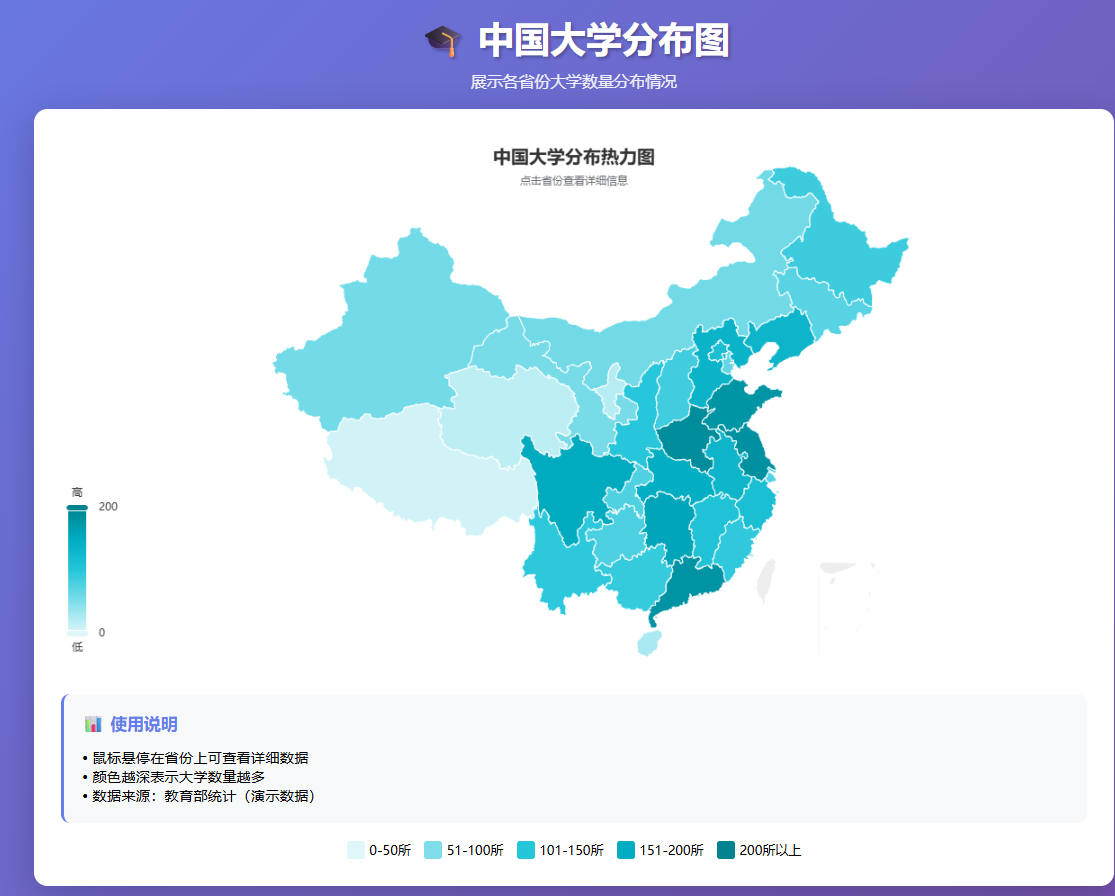 🎓 中国大学分布图
展示各省份大学数量分布情况
中国大学分布热力图
点击省份查看详细信息
高
200
0
低
📊 使用说明
• 鼠标悬停在省份上可查看详细数据
• 颜色越深表示大学数量越多
• 数据来源：教育部统计（演示数据）
0-50所 51-100所 101-150所 151-200所 200所以上